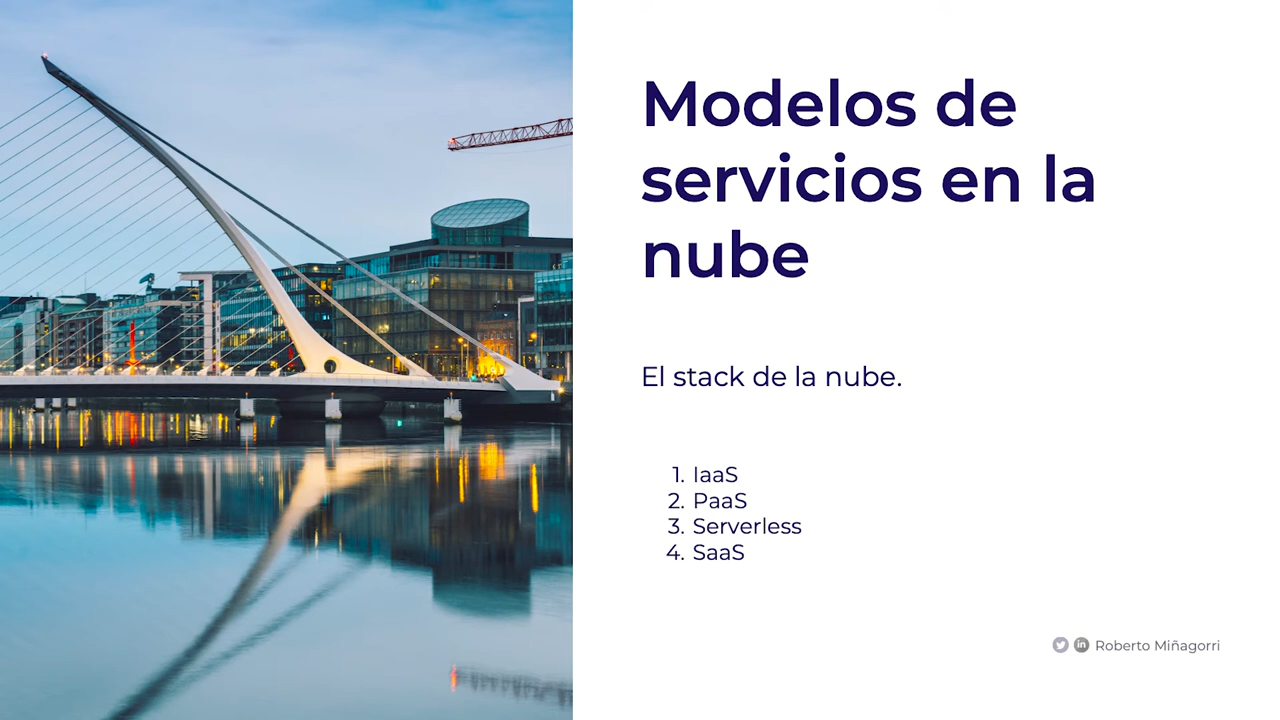 Modelos de
servicios en la
nube
El stack de la nube.
1. IaaS
2. PaaS
3. Serverless
4. SaaS
Roberto Miñagorri